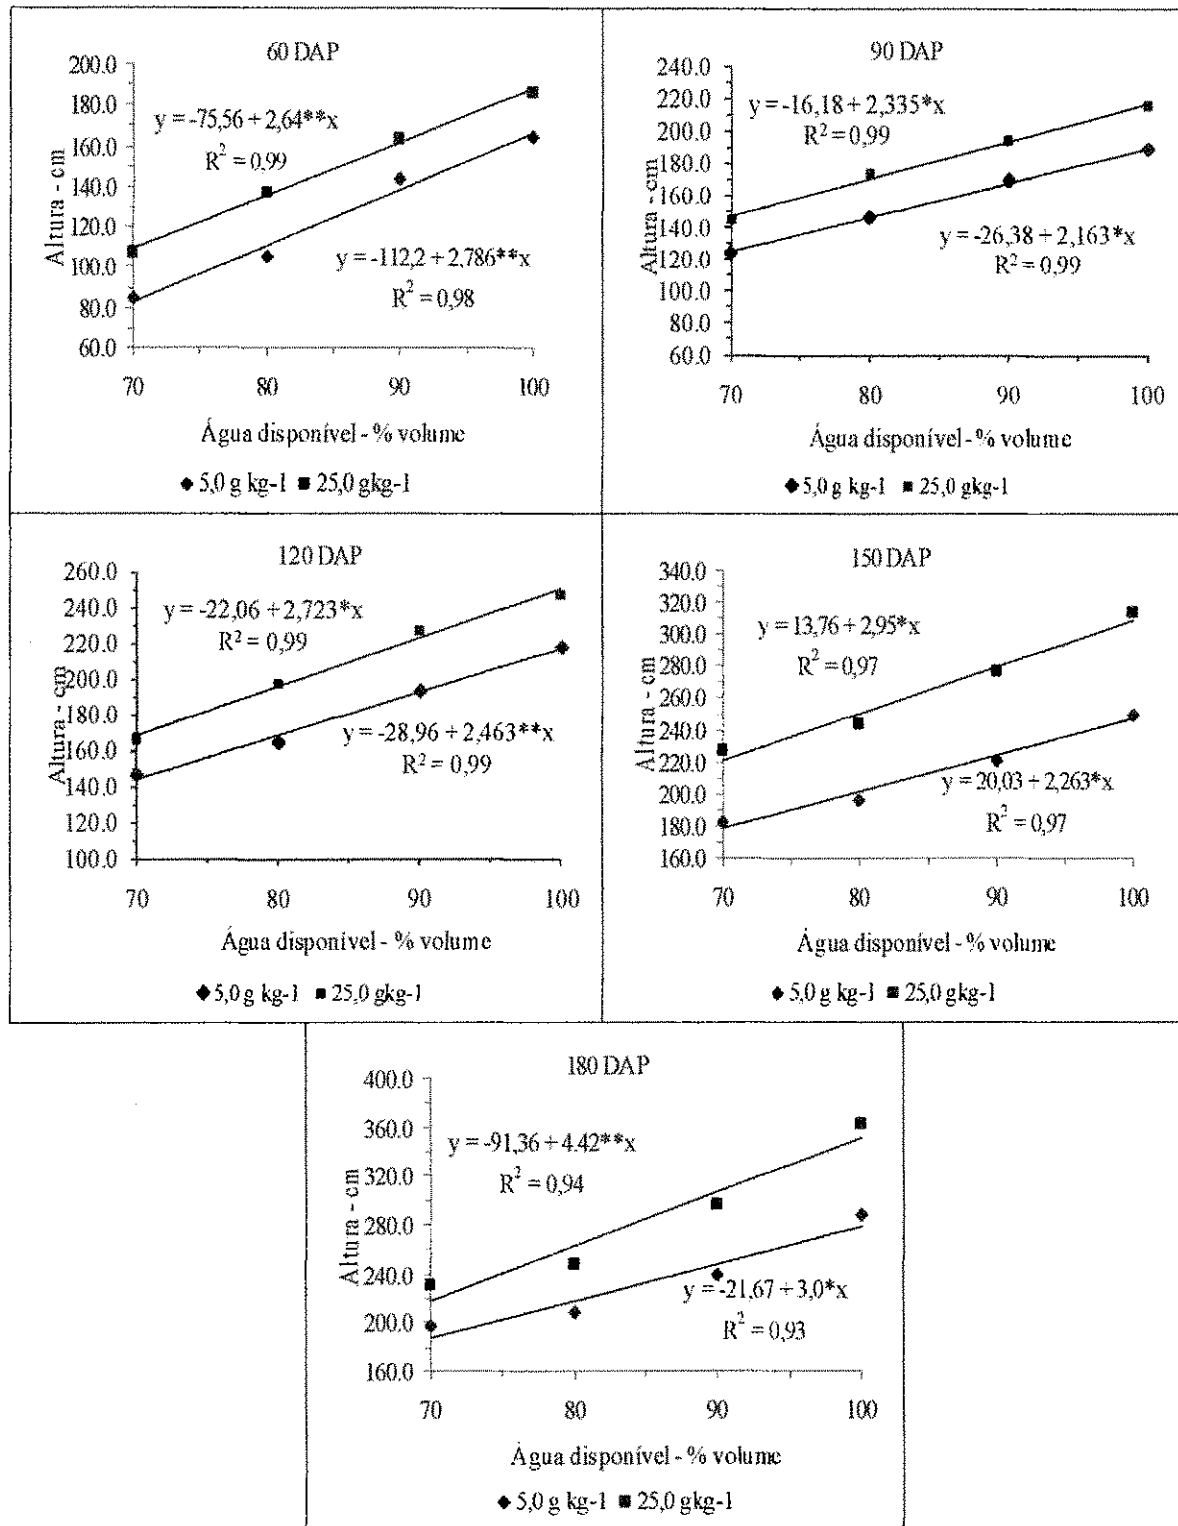 60 DAP
200.0
180.0
160.0
140.0
120.0
100.0
80.0
60.0
Altura - cm
y = -75,56 + 2,64**x
R² = 0,99
y = -112,2 + 2,786**x
R² = 0,98
70 80 90 100
Água disponível - % volume
◆ 5,0 g kg-1 ■ 25,0 gkg-1
90 DAP
240.0
220.0
200.0
180.0
160.0
140.0
120.0
100.0
80.0
60.0
Altura - cm
y = -16,18 + 2,335*x
R² = 0,99
y = -26,38 + 2,163*x
R² = 0,99
70 80 90 100
Água disponível - % volume
◆ 5,0 g kg-1 ■ 25,0 gkg-1
120 DAP
260.0
240.0
220.0
200.0
180.0
160.0
140.0
120.0
100.0
Altura - cm
y = -22,06 + 2,723*x
R² = 0,99
y = -28,96 + 2,463**x
R² = 0,99
70 80 90 100
Água disponível - % volume
◆ 5,0 g kg-1 ■ 25,0 gkg-1
150 DAP
340.0
320.0
300.0
280.0
260.0
240.0
220.0
200.0
180.0
160.0
Altura - cm
y = 13,76 + 2,95*x
R² = 0,97
y = 20,03 + 2,263*x
R² = 0,97
70 80 90 100
Água disponível - % volume
◆ 5,0 g kg-1 ■ 25,0 gkg-1
180 DAP
400.0
360.0
320.0
280.0
240.0
200.0
160.0
Altura - cm
y = -91,36 + 4.42**x
R² = 0,94
y = -21,67 + 3,0*x
R² = 0,93
70 80 90 100
Água disponível - % volume
◆ 5,0 g kg-1 ■ 25,0 gkg-1